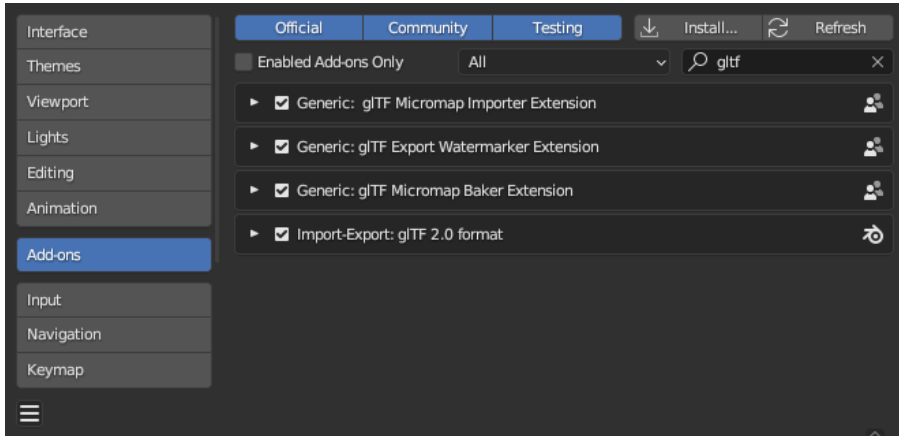 Interface
Themes
Viewport
Lights
Editing
Animation
Add-ons
Input
Navigation
Keymap
Official Community Testing Install... Refresh
Enabled Add-ons Only All gltf
Generic: glTF Micromap Importer Extension
Generic: glTF Export Watermarker Extension
Generic: glTF Micromap Baker Extension
Import-Export: glTF 2.0 format